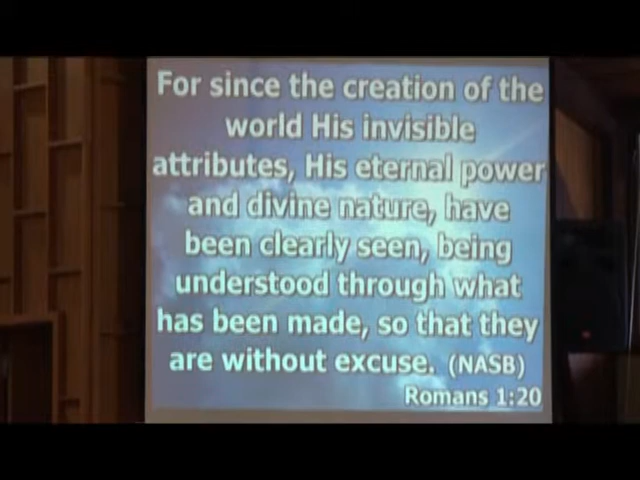 For since the creation of the
world His invisible
attributes, His eternal power
and divine nature, have
been clearly seen, being
understood through what
has been made, so that they
are without excuse. (NASB)
Romans 1:20